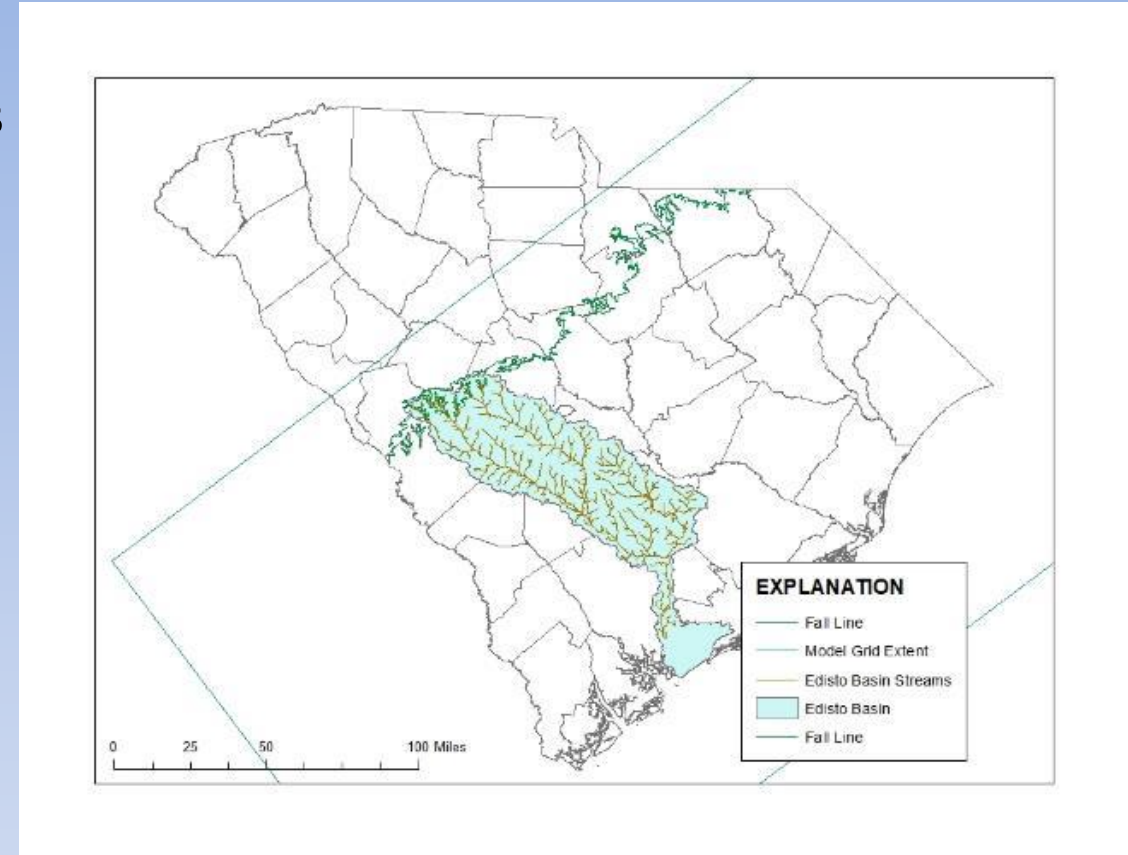 s
EXPLANATION
Fall Line
Model Grid Extent
Edisto Basin Streams
Edisto Basin
Fall Line
0 25 50 100 Miles